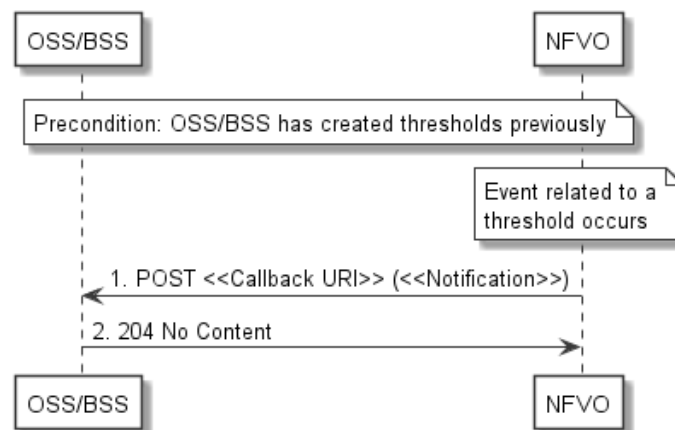 OSS/BSS
NFVO
Precondition: OSS/BSS has created thresholds previously
Event related to a
threshold occurs
1. POST <<Callback URI>> (<<Notification>>)
2. 204 No Content
OSS/BSS
NFVO